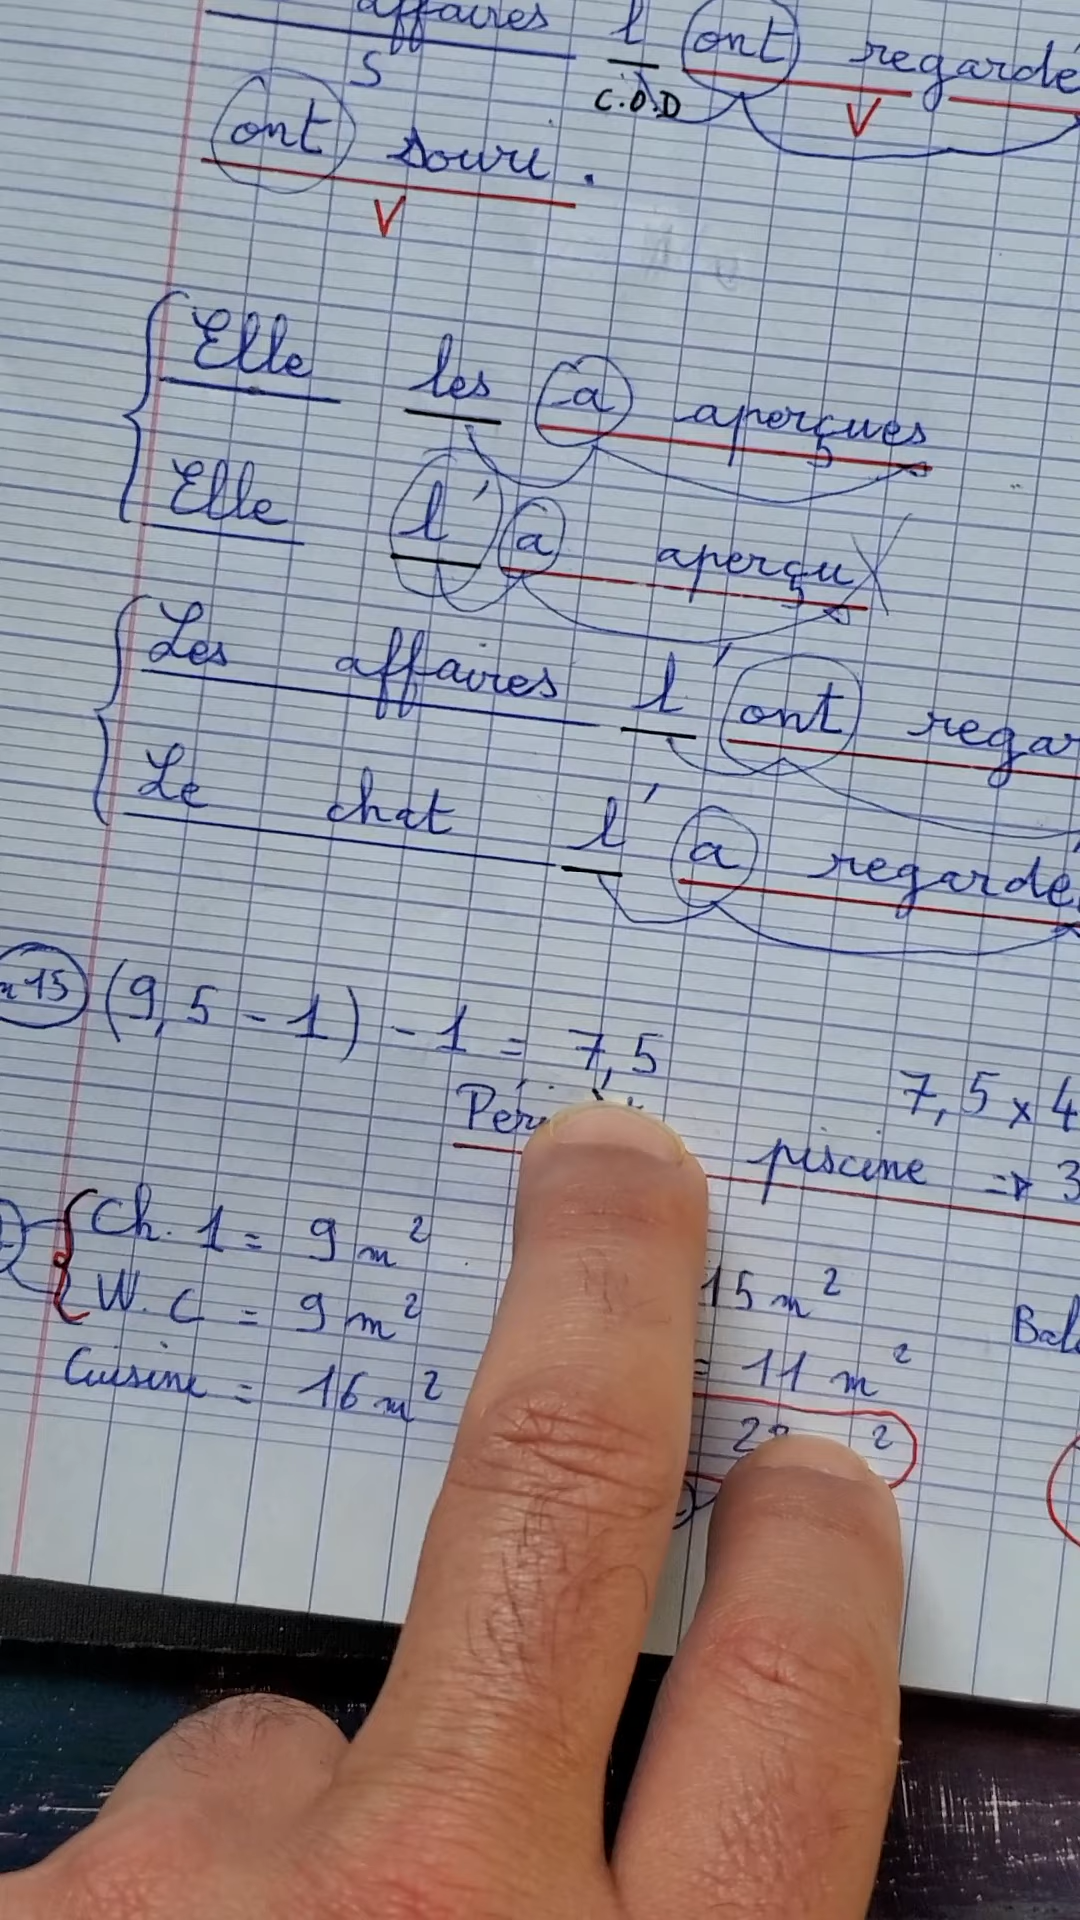 affaires l' ont regardé
S C.O.D V
ont souri.
V
Elle les a aperçues
Elle l' a aperçu
Les affaires l' ont regar
Le chat l' a regardé
n15 (9,5 - 1) - 1 = 7,5
7,5 x 4
piscine => 3
Ch. 1 = 9 m² 15 m²
W.C = 9 m² = 11 m²
Cuisine = 16 m²